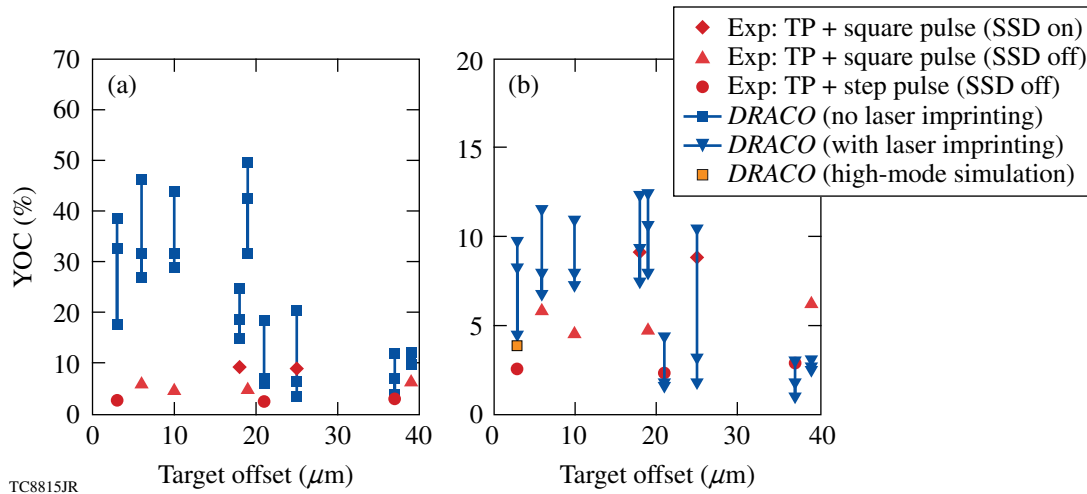 Exp: TP + square pulse (SSD on)
Exp: TP + square pulse (SSD off)
Exp: TP + step pulse (SSD off)
DRACO (no laser imprinting)
DRACO (with laser imprinting)
DRACO (high-mode simulation)
YOC (%)
70
60
50
40
30
20
10
0
(a)
0
10
20
30
40
Target offset (μm)
20
15
10
5
0
(b)
0
10
20
30
40
Target offset (μm)
TC8815JR